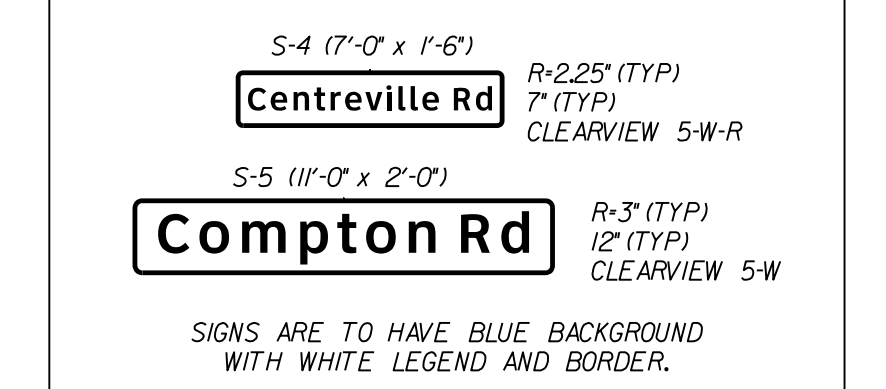 S-4 (7'-0" x 1'-6")
Centreville Rd
R=2.25" (TYP)
7" (TYP)
CLEARVIEW 5-W-R
S-5 (11'-0" x 2'-0")
Compton Rd
R=3" (TYP)
12" (TYP)
CLEARVIEW 5-W
SIGNS ARE TO HAVE BLUE BACKGROUND
WITH WHITE LEGEND AND BORDER.